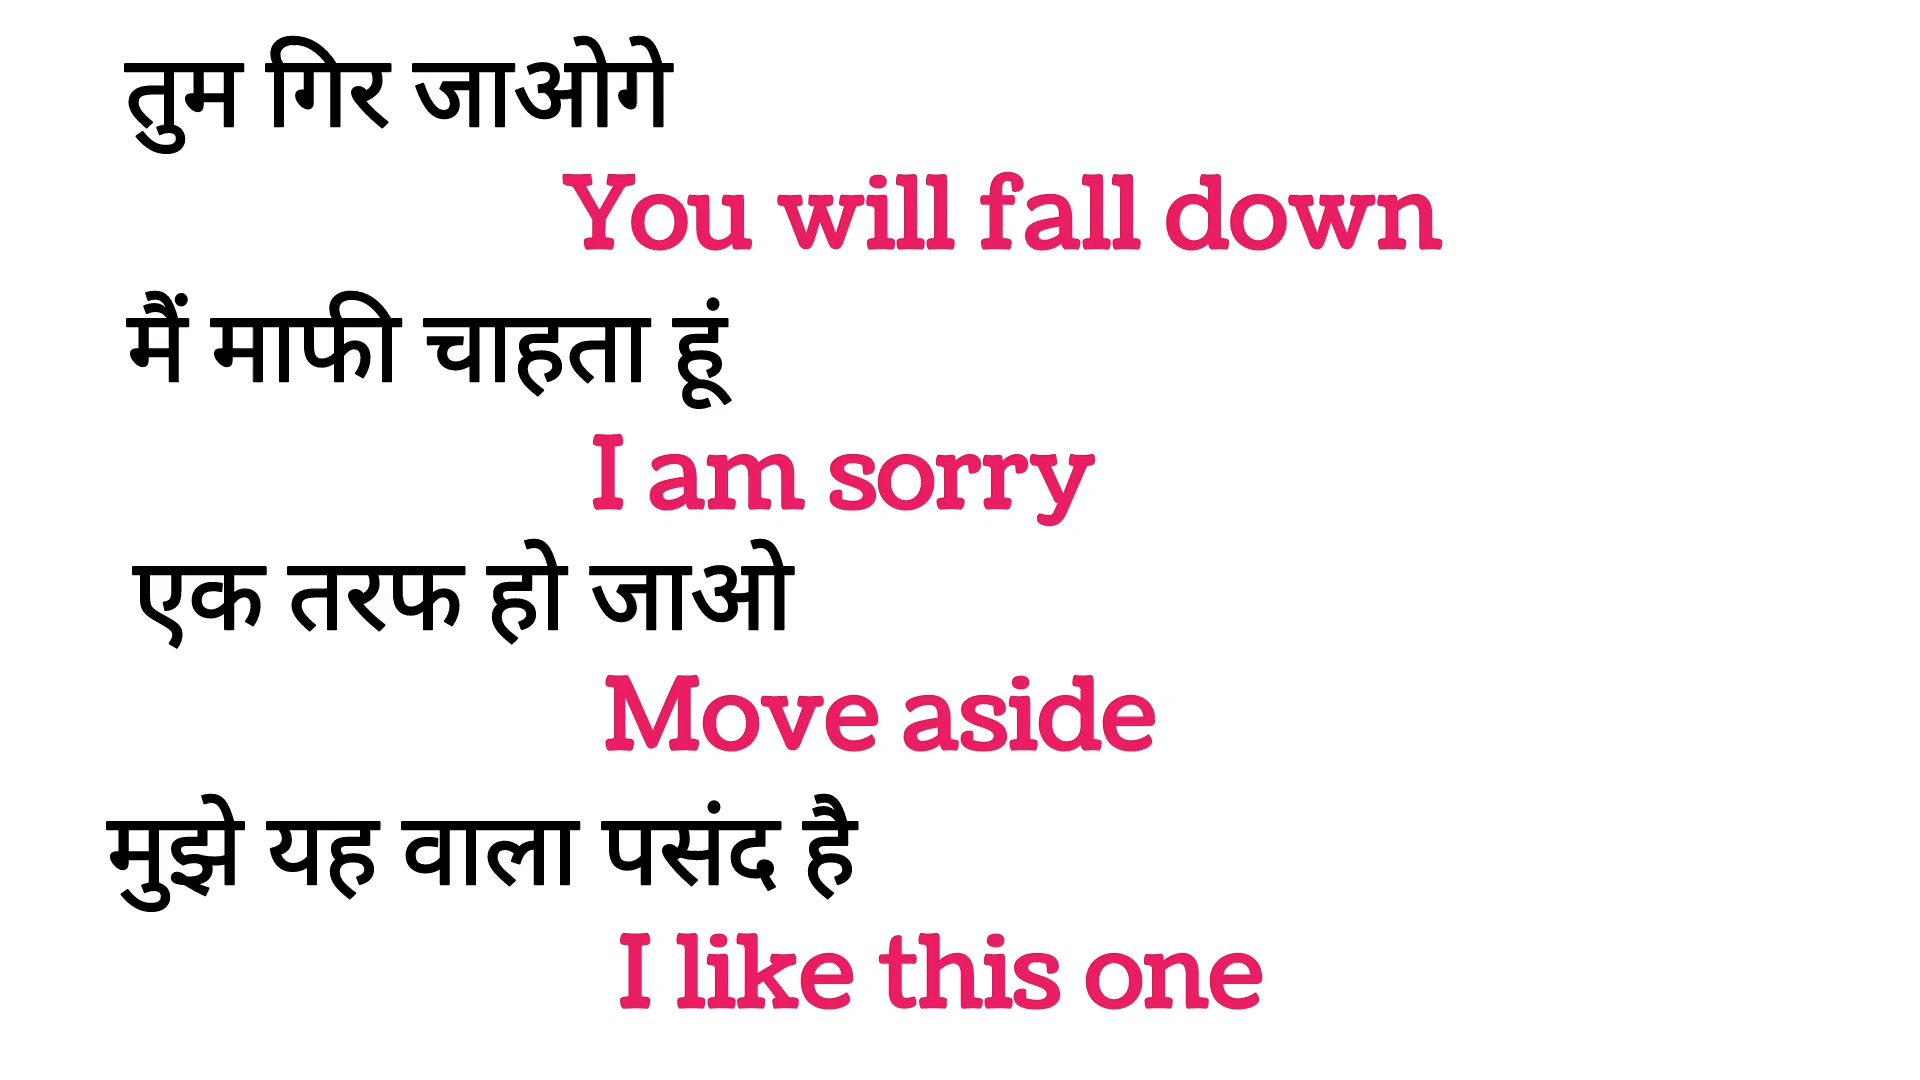 तुम गिर जाओगे
You will fall down
मैं माफी चाहता हूं
I am sorry
एक तरफ हो जाओ
Move aside
मुझे यह वाला पसंद है
I like this one